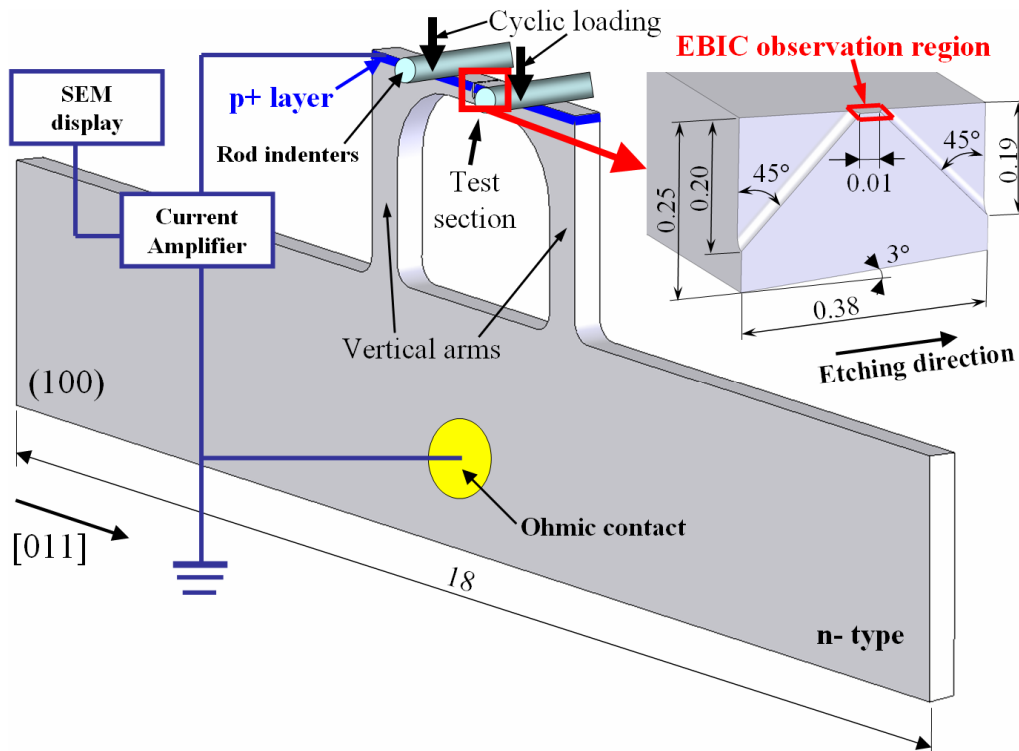 Cyclic loading
EBIC observation region
SEM
display
p+ layer
Rod indenters
Test
section
Current
Amplifier
45°
45°
0.01
0.19
0.20
0.25
3°
0.38
Etching direction
Vertical arms
(100)
Ohmic contact
[011]
18
n- type